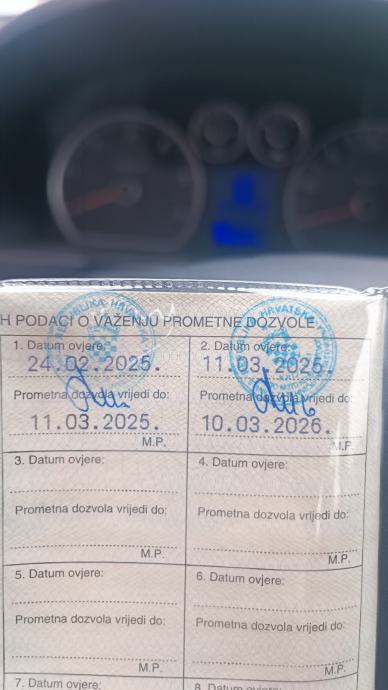 H PODACI O VAŽENJU PROMETNE DOZVOLE
1. Datum ovjere:
24.02.2025.
Prometna dozvola vrijedi do:
11.03.2025.
M.P.
2. Datum ovjere:
11.03.2025.
Prometna dozvola vrijedi do:
10.03.2026.
M.P.
3. Datum ovjere:
Prometna dozvola vrijedi do:
M.P.
4. Datum ovjere:
Prometna dozvola vrijedi do:
M.P.
5. Datum ovjere:
Prometna dozvola vrijedi do:
M.P.
6. Datum ovjere:
Prometna dozvola vrijedi do:
M.P.
7. Datum ovjere:
8. Datum ovjere: